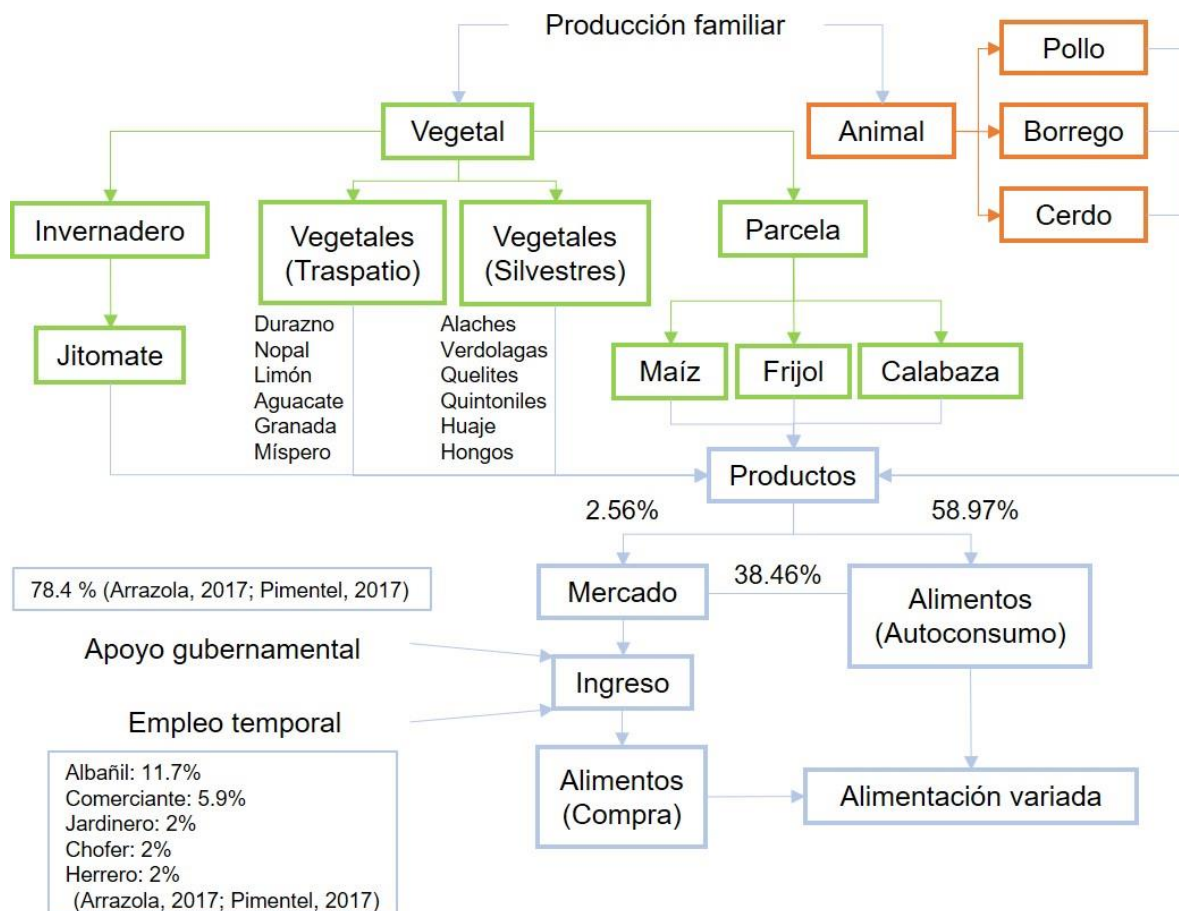 Producción familiar
Vegetal
Animal
Pollo
Borrego
Cerdo
Invernadero
Vegetales
(Traspatio)
Vegetales
(Silvestres)
Parcela
Jitomate
Durazno
Nopal
Limón
Aguacate
Granada
Míspero
Alaches
Verdolagas
Quelites
Quintoniles
Huaje
Hongos
Maíz
Frijol
Calabaza
Productos
2.56%
58.97%
78.4 % (Arrazola, 2017; Pimentel, 2017)
Mercado
38.46%
Alimentos
(Autoconsumo)
Apoyo gubernamental
Ingreso
Empleo temporal
Albañil: 11.7%
Comerciante: 5.9%
Jardinero: 2%
Chofer: 2%
Herrero: 2%
(Arrazola, 2017; Pimentel, 2017)
Alimentos
(Compra)
Alimentación variada